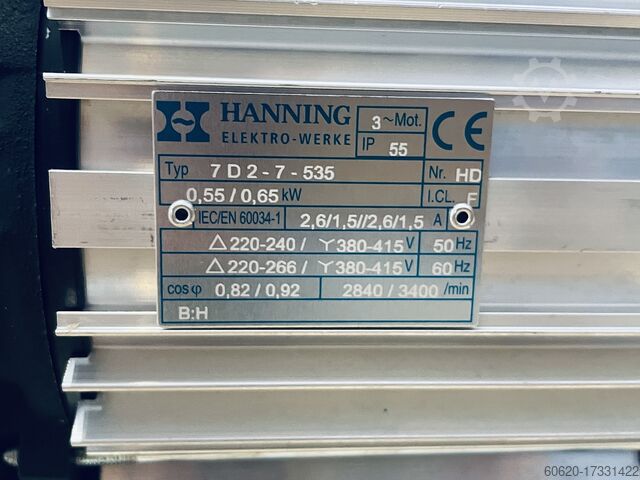 HANNING
ELEKTRO-WERKE
3~Mot.
IP 55
CE
Typ 7 D 2 - 7 - 535 Nr. HD
0,55 / 0,65 kW I.CL. F
IEC/EN 60034-1 2,6/1,5//2,6/1,5 A
△220-240/ Y380-415 V 50 Hz
△220-266/ Y380-415 V 60 Hz
cos φ 0,82 / 0,92 2840 / 3400 /min
B:H
60620-17331422